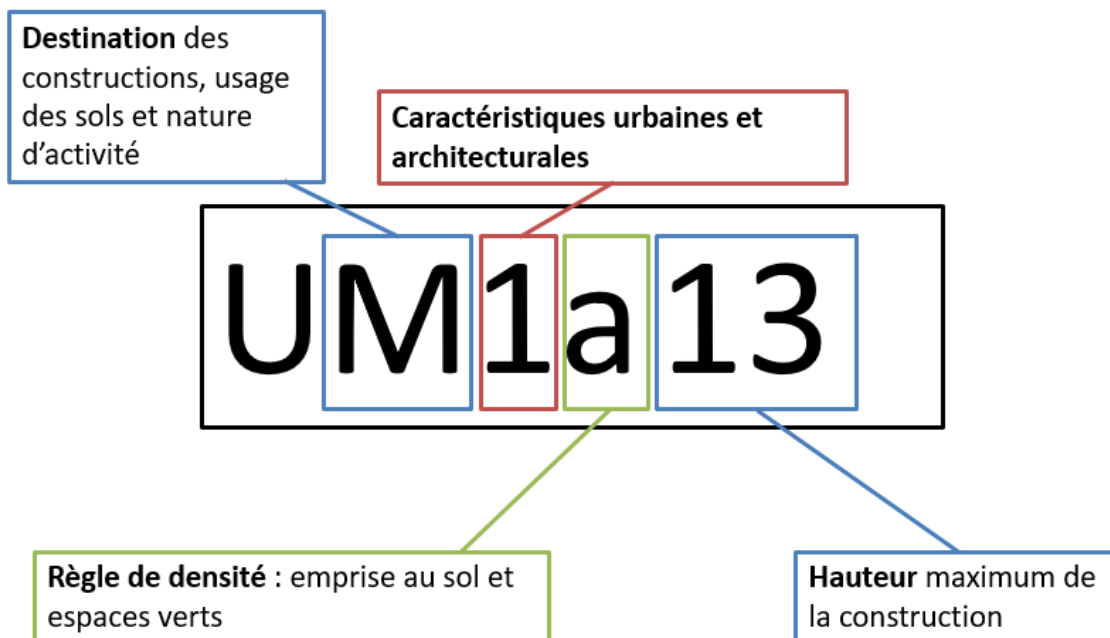 Destination des
constructions, usage
des sols et nature
d’activité
Caractéristiques urbaines et
architecturales
UM1a13
Règle de densité : emprise au sol et
espaces verts
Hauteur maximum de
la construction